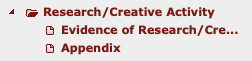 Research/Creative Activity
Evidence of Research/Cre...
Appendix